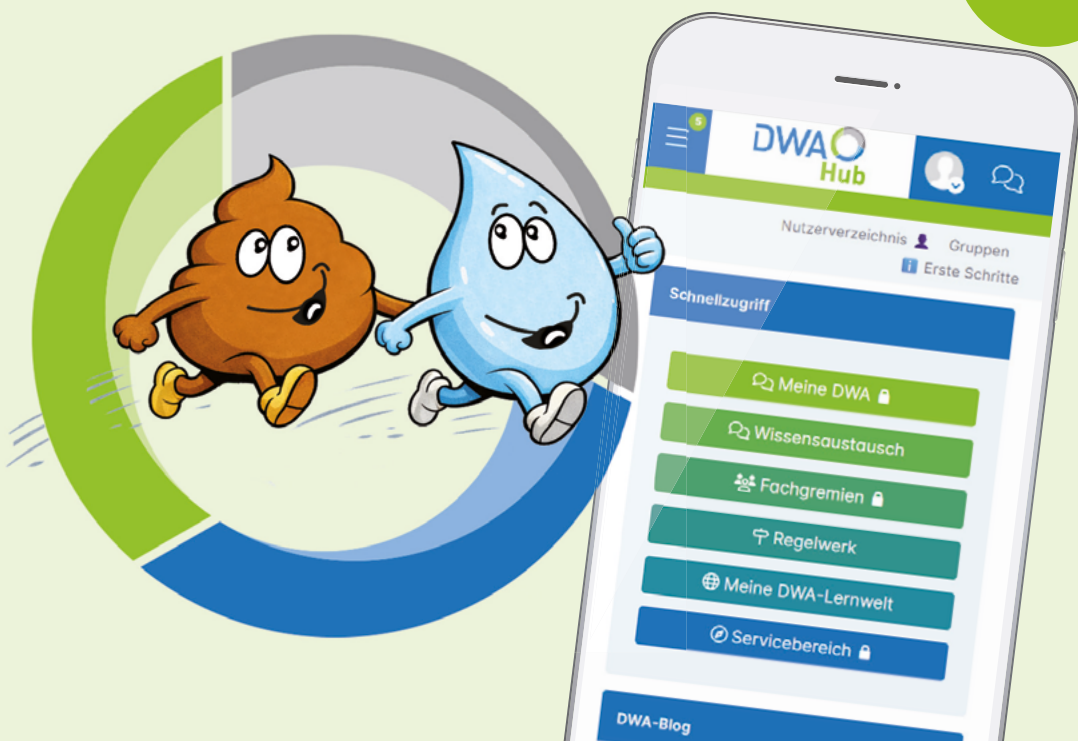 5
DWA
Hub
Nutzerverzeichnis Gruppen
Erste Schritte
Schnellzugriff
Meine DWA
Wissensaustausch
Fachgremien
Regelwerk
Meine DWA-Lernwelt
Servicebereich
DWA-Blog